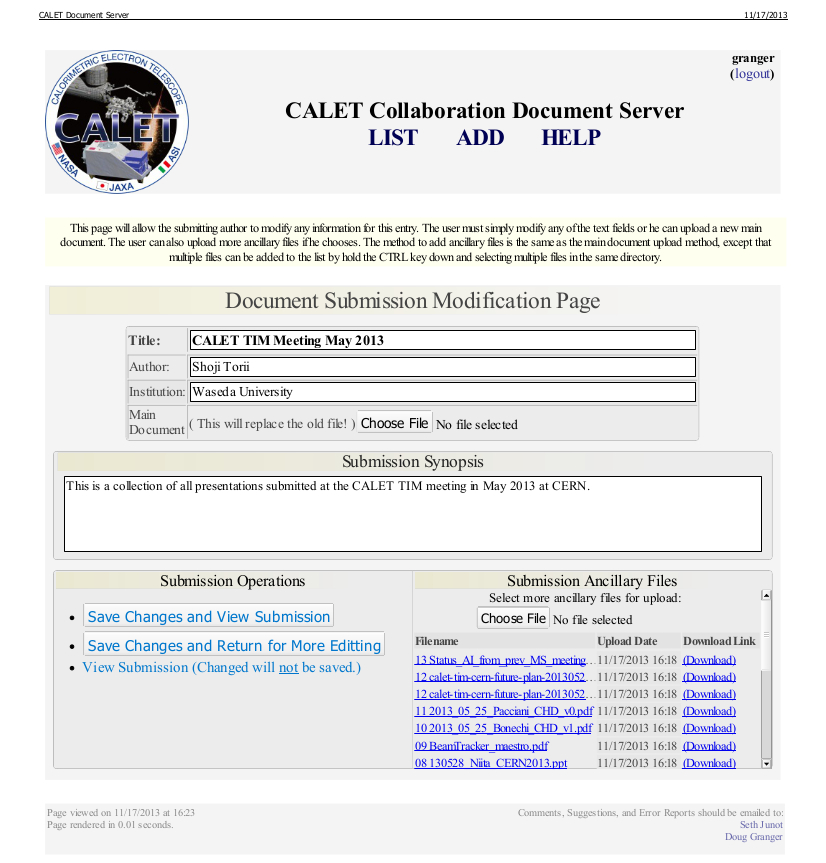 CALET Document Server 11/17/2013
granger
(logout)
CALORIMETRIC ELECTRON TELESCOPE
CALET
NASA
JAXA
ASI
CALET Collaboration Document Server
LIST ADD HELP
This page will allow the submitting author to modify any information for this entry. The user must simply modify any of the text fields or he can upload a new main
document. The user can also upload more ancillary files if he chooses. The method to add ancillary files is the same as the main document upload method, except that
multiple files can be added to the list by hold the CTRL key down and selecting multiple files in the same directory.
Document Submission Modification Page
Title: CALET TIM Meeting May 2013
Author: Shoji Torii
Institution: Waseda University
Main
Document ( This will replace the old file! ) Choose File No file selected
Submission Synopsis
This is a collection of all presentations submitted at the CALET TIM meeting in May 2013 at CERN.
Submission Operations
• Save Changes and View Submission
• Save Changes and Return for More Editting
• View Submission (Changed will not be saved.)
Submission Ancillary Files
Select more ancillary files for upload:
Choose File No file selected
Filename Upload Date Download Link
13 Status_AI_from_prev_MS_meeting... 11/17/2013 16:18 (Download)
12 calet-tim-cern-future-plan-2013052... 11/17/2013 16:18 (Download)
12 calet-tim-cern-future-plan-2013052... 11/17/2013 16:18 (Download)
11 2013_05_25_Pacciani_CHD_v0.pdf 11/17/2013 16:18 (Download)
10 2013_05_25_Bonechi_CHD_v1.pdf 11/17/2013 16:18 (Download)
09 BeamTracker_maestro.pdf 11/17/2013 16:18 (Download)
08 130528_Niita_CERN2013.ppt 11/17/2013 16:18 (Download)
Page viewed on 11/17/2013 at 16:23
Page rendered in 0.01 seconds.
Comments, Suggestions, and Error Reports should be emailed to:
Seth Junot
Doug Granger